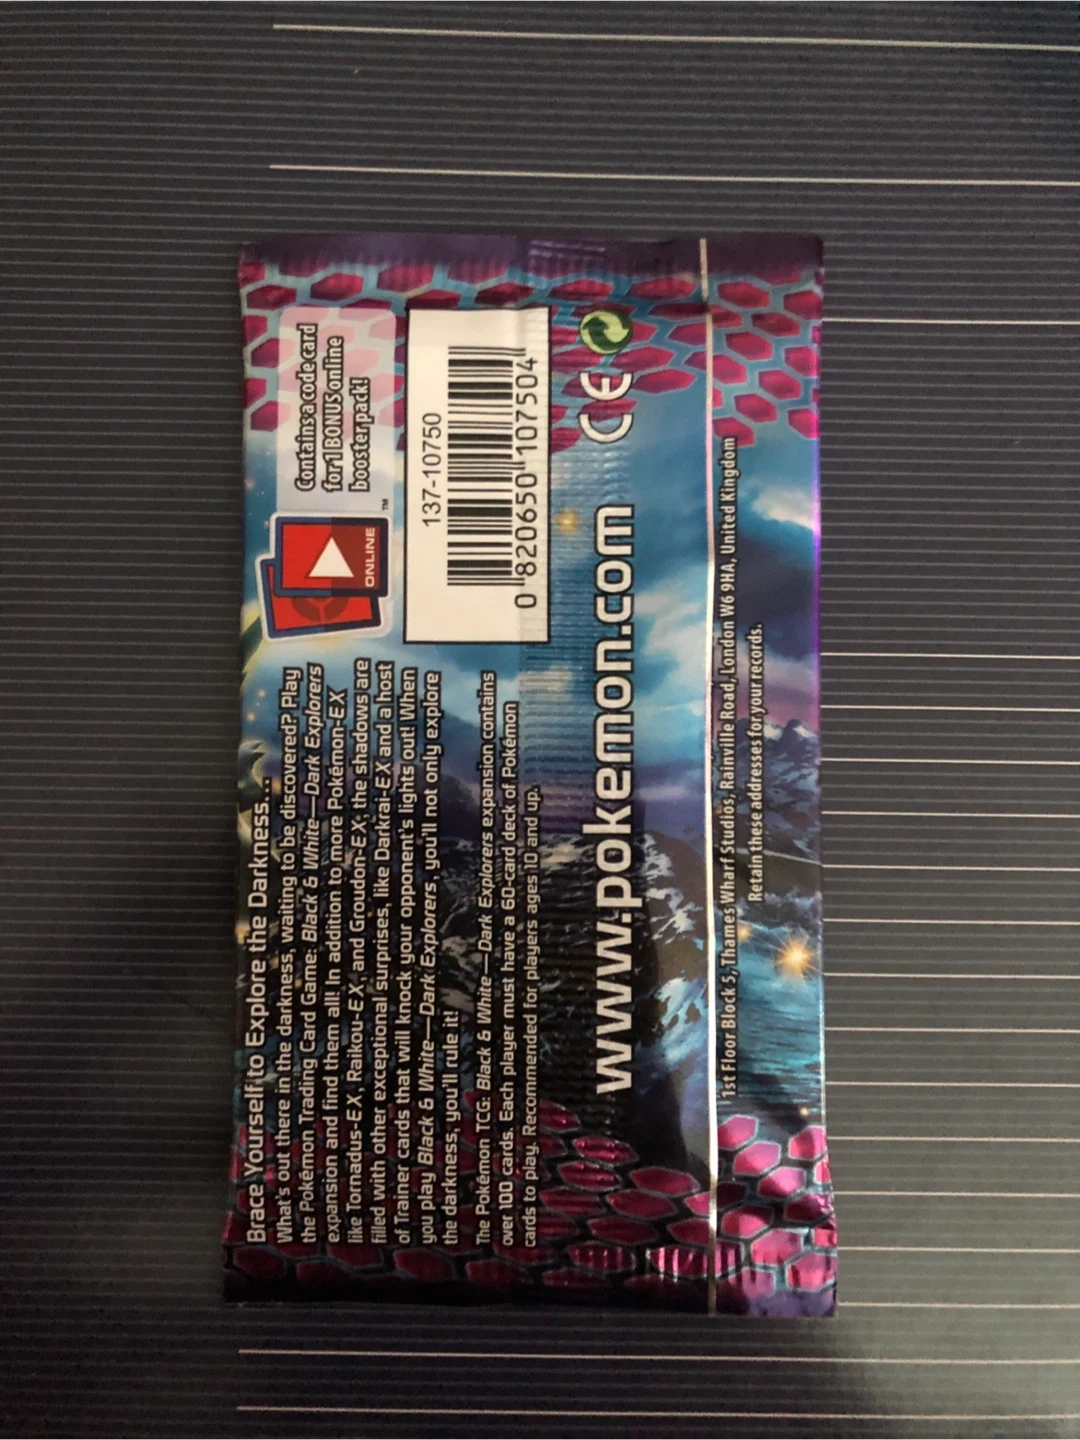 Brace Yourself to Explore the Darkness...
What's out there in the darkness, waiting to be discovered? Play
the Pokémon Trading Card Game: Black & White—Dark Explorers
expansion and find them all! In addition to more Pokémon-EX
like Tornadus-EX, Raikou-EX, and Groudon-EX, the shadows are
filled with other exceptional surprises, like Darkrai-EX and a host
of Trainer cards that will knock your opponent's lights out! When
you play Black & White—Dark Explorers, you'll not only explore
the darkness, you'll rule it!
The Pokémon TCG: Black & White—Dark Explorers expansion contains
over 100 cards. Each player must have a 60-card deck of Pokémon
cards to play. Recommended for players ages 10 and up.
ONLINE
TM
Contains a code card
for 1 BONUS online
booster pack!
137-10750
0 820650 107504
www.pokemon.com
CE
1st Floor Block 5, Thames Wharf Studios, Rainville Road, London W6 9HA, United Kingdom
Retain these addresses for your records.